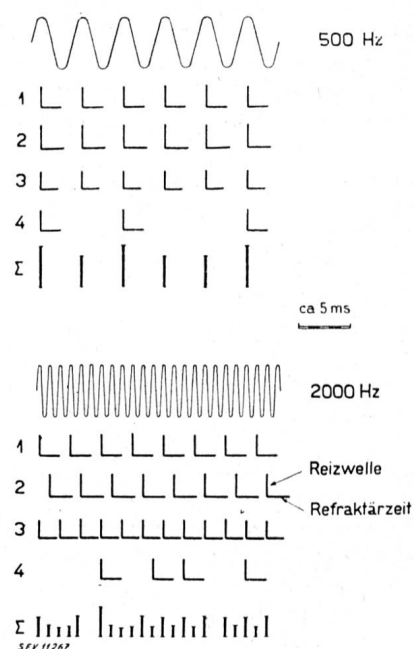 500 Hz
1
2
3
4
Σ
ca 5 ms
2000 Hz
1
2
Reizwelle
Refraktärzeit
3
4
Σ
SEV 11267